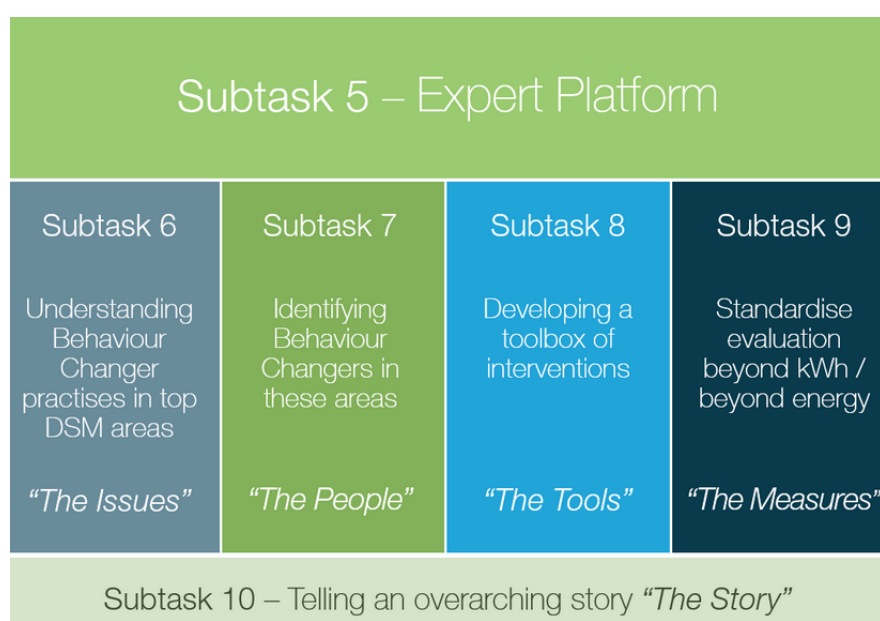 Subtask 5 – Expert Platform
Subtask 6
Understanding
Behaviour
Changer
practises in top
DSM areas
“The Issues”
Subtask 7
Identifying
Behaviour
Changers in
these areas
“The People”
Subtask 8
Developing a
toolbox of
interventions
“The Tools”
Subtask 9
Standardise
evaluation
beyond kWh /
beyond energy
“The Measures”
Subtask 10 – Telling an overarching story “The Story”